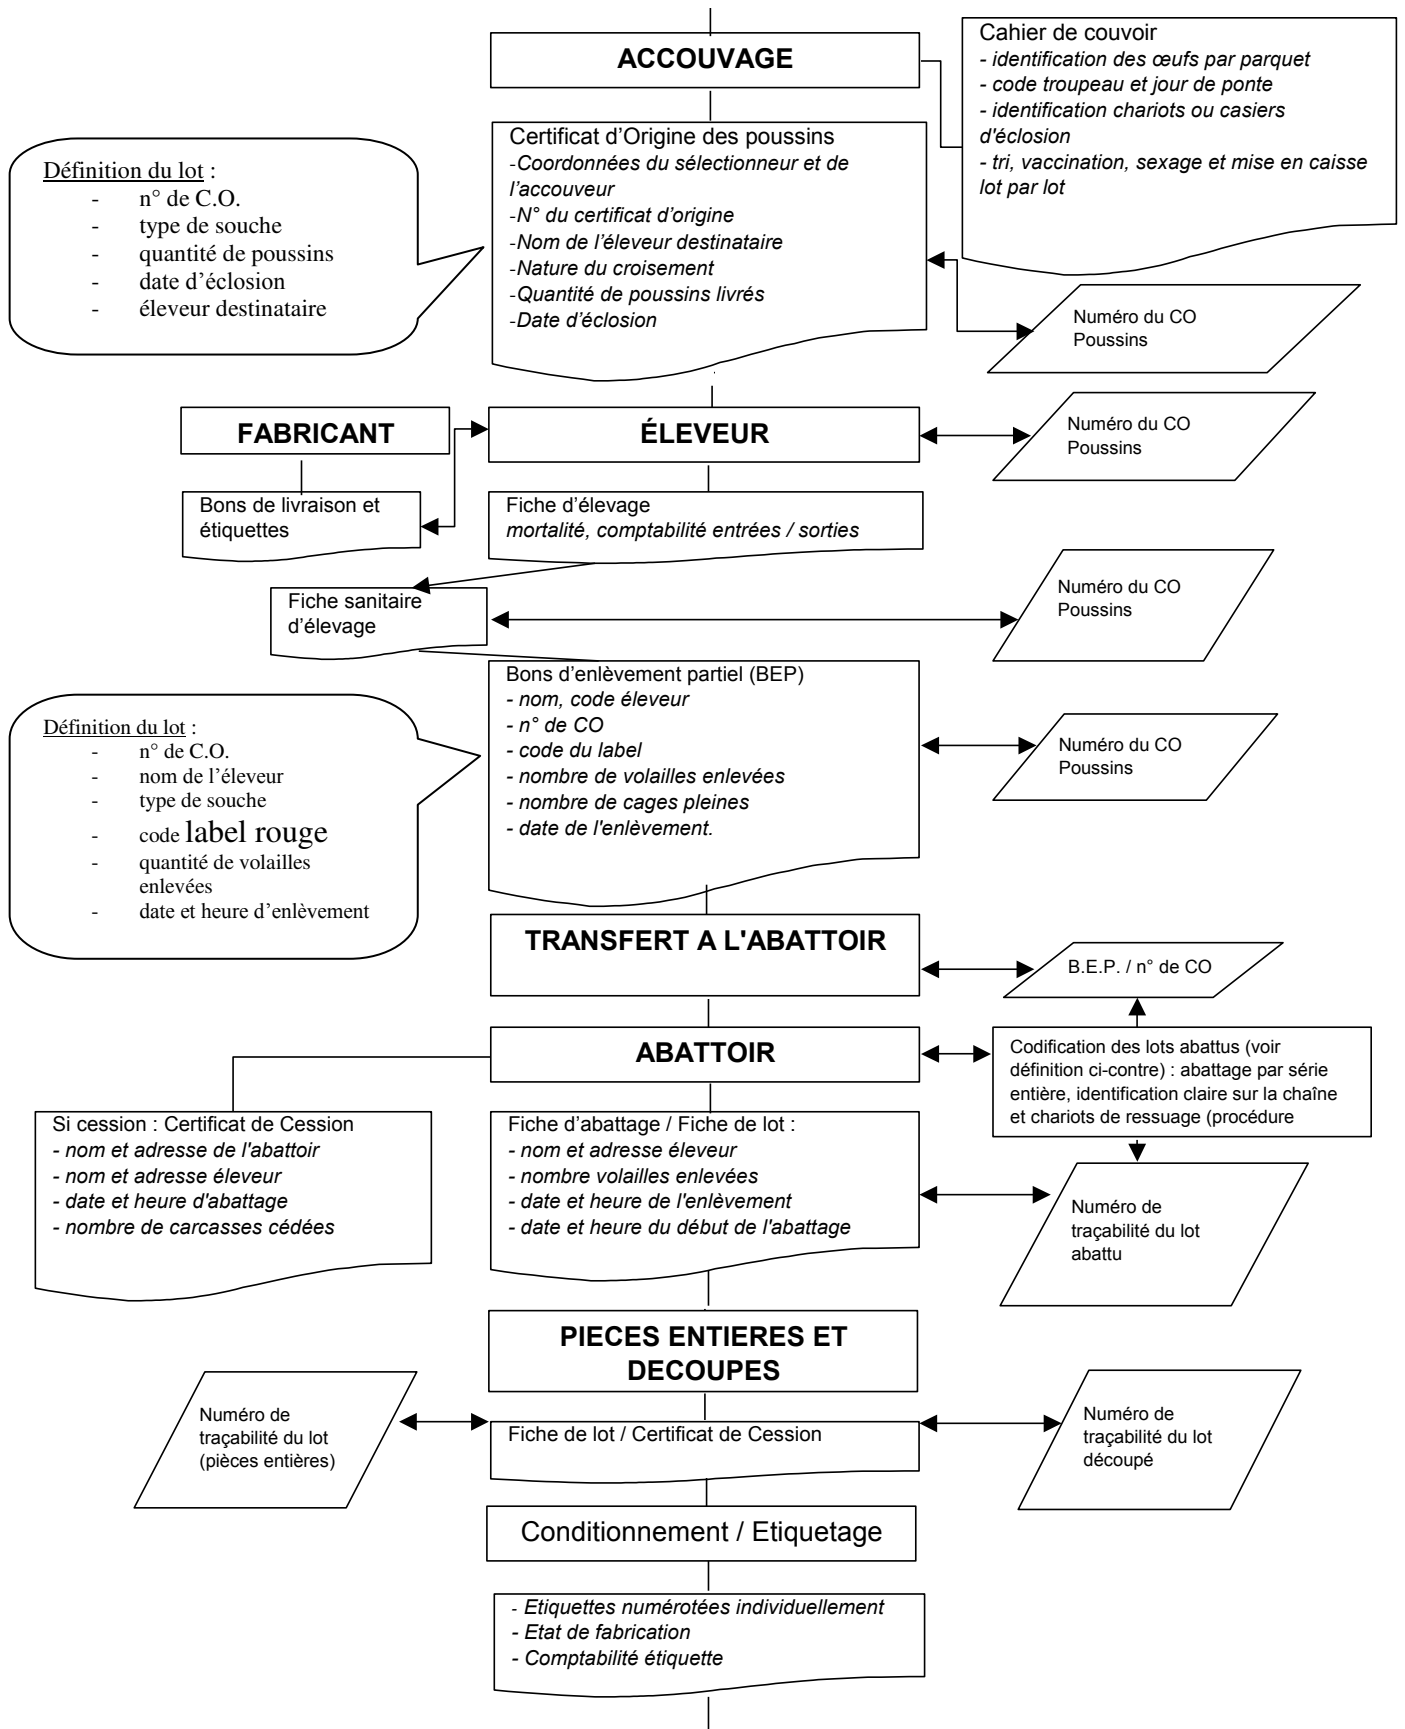 ACCOUVAGE
Cahier de couvoir
- identification des œufs par parquet
- code troupeau et jour de ponte
- identification chariots ou casiers
d'éclosion
- tri, vaccination, sexage et mise en caisse
lot par lot
Certificat d’Origine des poussins
-Coordonnées du sélectionneur et de
l’accouveur
-N° du certificat d’origine
-Nom de l’éleveur destinataire
-Nature du croisement
-Quantité de poussins livrés
-Date d’éclosion
Définition du lot :
- n° de C.O.
- type de souche
- quantité de poussins
- date d’éclosion
- éleveur destinataire
Numéro du CO
Poussins
FABRICANT
ÉLEVEUR
Numéro du CO
Poussins
Bons de livraison et
étiquettes
Fiche d’élevage
mortalité, comptabilité entrées / sorties
Fiche sanitaire
d’élevage
Numéro du CO
Poussins
Bons d’enlèvement partiel (BEP)
- nom, code éleveur
- n° de CO
- code du label
- nombre de volailles enlevées
- nombre de cages pleines
- date de l'enlèvement.
Définition du lot :
- n° de C.O.
- nom de l’éleveur
- type de souche
- code label rouge
- quantité de volailles
enlevées
- date et heure d’enlèvement
Numéro du CO
Poussins
TRANSFERT A L'ABATTOIR
B.E.P. / n° de CO
ABATTOIR
Codification des lots abattus (voir
définition ci-contre) : abattage par série
entière, identification claire sur la chaîne
et chariots de ressuage (procédure
Si cession : Certificat de Cession
- nom et adresse de l'abattoir
- nom et adresse éleveur
- date et heure d'abattage
- nombre de carcasses cédées
Fiche d’abattage / Fiche de lot :
- nom et adresse éleveur
- nombre volailles enlevées
- date et heure de l'enlèvement
- date et heure du début de l'abattage
Numéro de
traçabilité du lot
abattu
PIECES ENTIERES ET
DECOUPES
Numéro de
traçabilité du lot
(pièces entières)
Fiche de lot / Certificat de Cession
Numéro de
traçabilité du lot
découpé
Conditionnement / Etiquetage
- Etiquettes numérotées individuellement
- Etat de fabrication
- Comptabilité étiquette